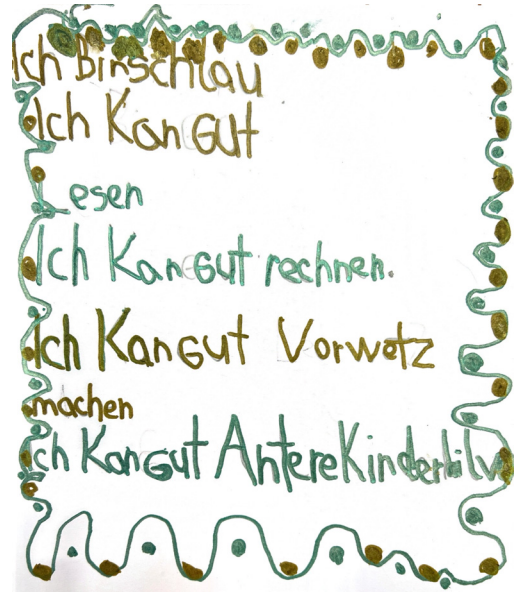 Ich Binschlau
Ich Kan Gut
Lesen
Ich Kan Gut rechnen.
Ich Kan Gut Vorwetz
machen
Ich Kan Gut Antere Kinder